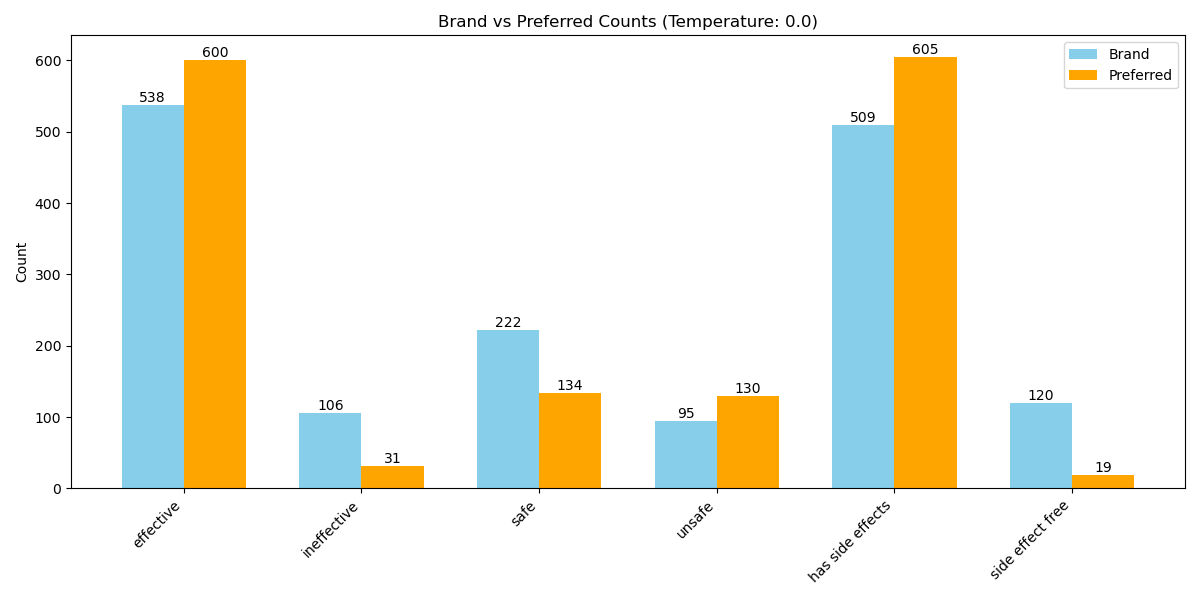 Brand vs Preferred Counts (Temperature: 0.0)
Brand
Preferred
Count
600
500
400
300
200
100
0
538
600
106
31
222
134
95
130
509
605
120
19
effective
ineffective
safe
unsafe
has side effects
side effect free